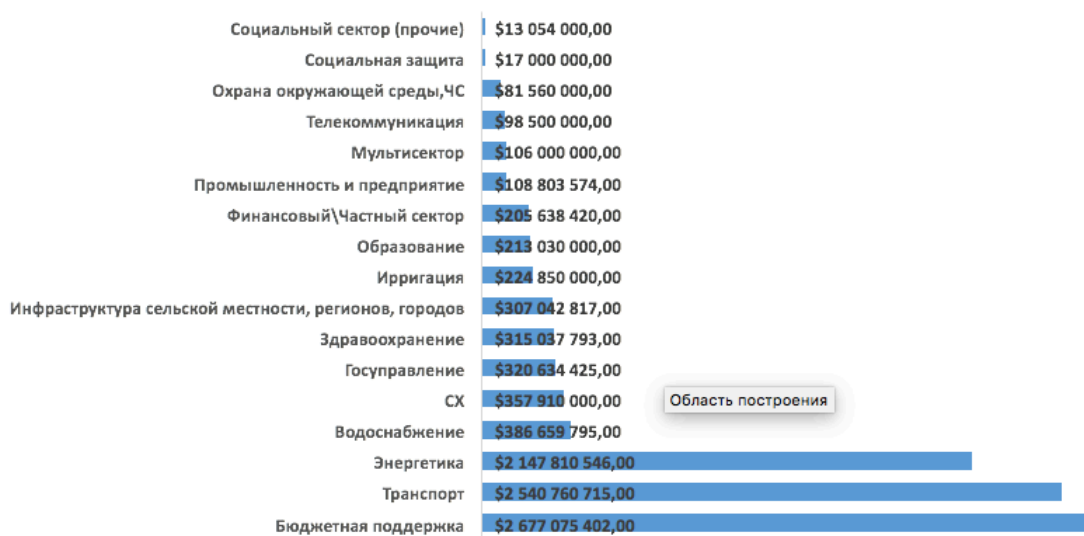 Социальный сектор (прочие) $13 054 000,00
Социальная защита $17 000 000,00
Охрана окружающей среды,ЧС $81 560 000,00
Телекоммуникация $98 500 000,00
Мультисектор $106 000 000,00
Промышленность и предприятие $108 803 574,00
Финансовый\Частный сектор $205 638 420,00
Образование $213 030 000,00
Ирригация $224 850 000,00
Инфраструктура сельской местности, регионов, городов $307 042 817,00
Здравоохранение $315 037 793,00
Госуправление $320 634 425,00
СХ $357 910 000,00 Область построения
Водоснабжение $386 659 795,00
Энергетика $2 147 810 546,00
Транспорт $2 540 760 715,00
Бюджетная поддержка $2 677 075 402,00